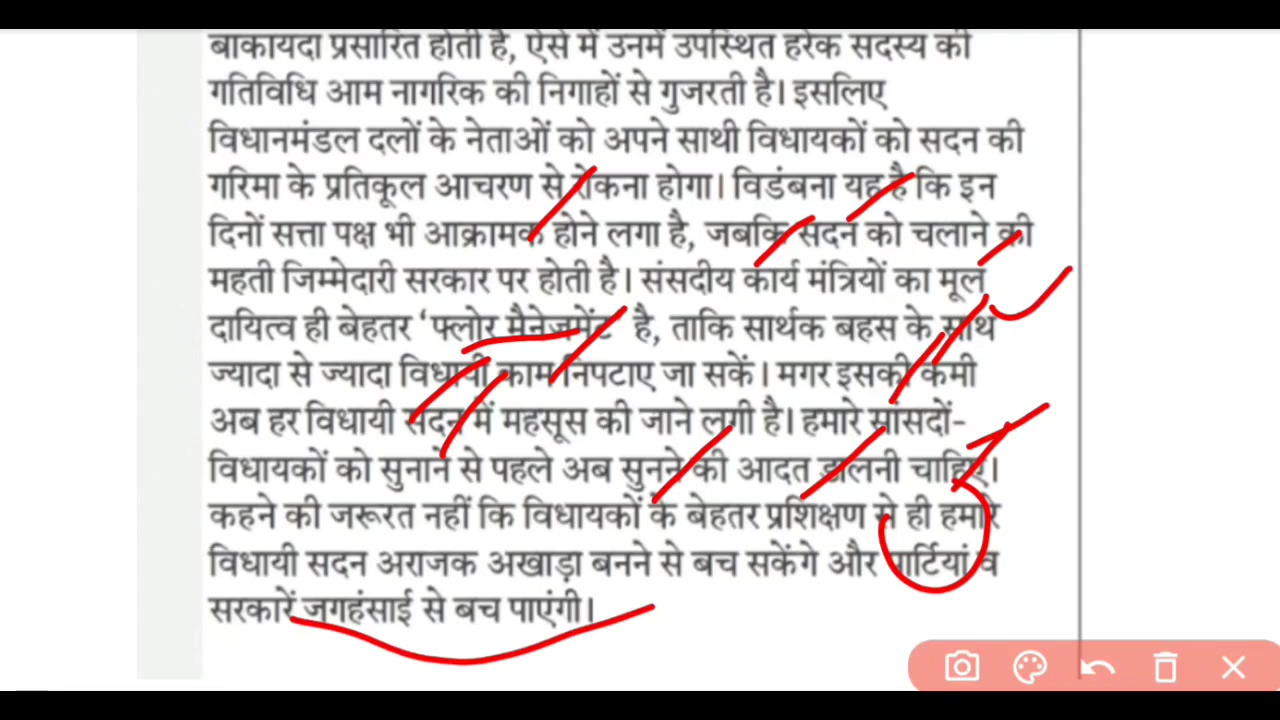 बाकायदा प्रसारित होती है, ऐसे में उनमें उपस्थित हरेक सदस्य की
गतिविधि आम नागरिक की निगाहों से गुजरती है। इसलिए
विधानमंडल दलों के नेताओं को अपने साथी विधायकों को सदन की
गरिमा के प्रतिकूल आचरण से रोकना होगा। विडंबना यह है कि इन
दिनों सत्ता पक्ष भी आक्रामक होने लगा है, जबकि सदन को चलाने की
महती जिम्मेदारी सरकार पर होती है। संसदीय कार्य मंत्रियों का मूल
दायित्व ही बेहतर ‘फ्लोर मैनेजमेंट’ है, ताकि सार्थक बहस के साथ
ज्यादा से ज्यादा विधायी काम निपटाए जा सकें। मगर इसकी कमी
अब हर विधायी सदन में महसूस की जाने लगी है। हमारे सांसदों-
विधायकों को सुनाने से पहले अब सुनने की आदत डालनी चाहिए।
कहने की जरूरत नहीं कि विधायकों के बेहतर प्रशिक्षण से ही हमारे
विधायी सदन अराजक अखाड़ा बनने से बच सकेंगे और पार्टियां व
सरकारें जगहंसाई से बच पाएंगी।